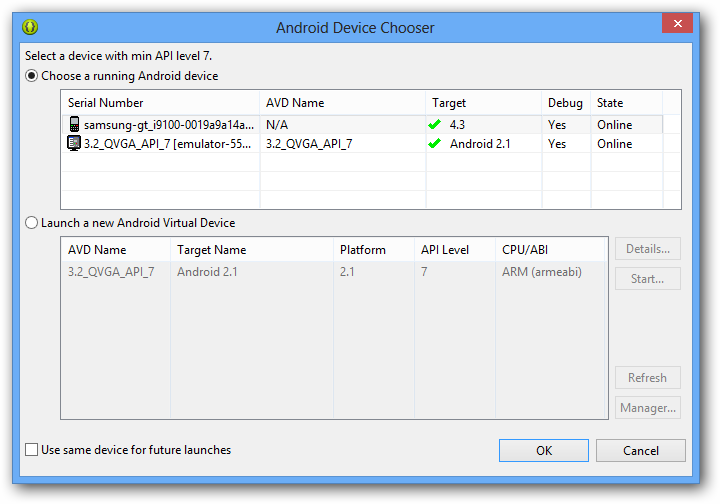 Android Device Chooser
Select a device with min API level 7.
Choose a running Android device
Serial Number AVD Name Target Debug State
samsung-gt_i9100-0019a9a14a... N/A 4.3 Yes Online
3.2_QVGA_API_7 [emulator-55... 3.2_QVGA_API_7 Android 2.1 Yes Online
Launch a new Android Virtual Device
AVD Name Target Name Platform API Level CPU/ABI Details...
3.2_QVGA_API_7 Android 2.1 2.1 7 ARM (armeabi) Start...
Refresh
Manager...
Use same device for future launches OK Cancel